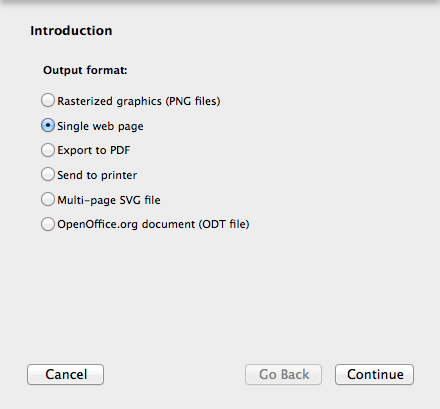 Introduction
Output format:
Rasterized graphics (PNG files)
Single web page
Export to PDF
Send to printer
Multi-page SVG file
OpenOffice.org document (ODT file)
Cancel
Go Back
Continue